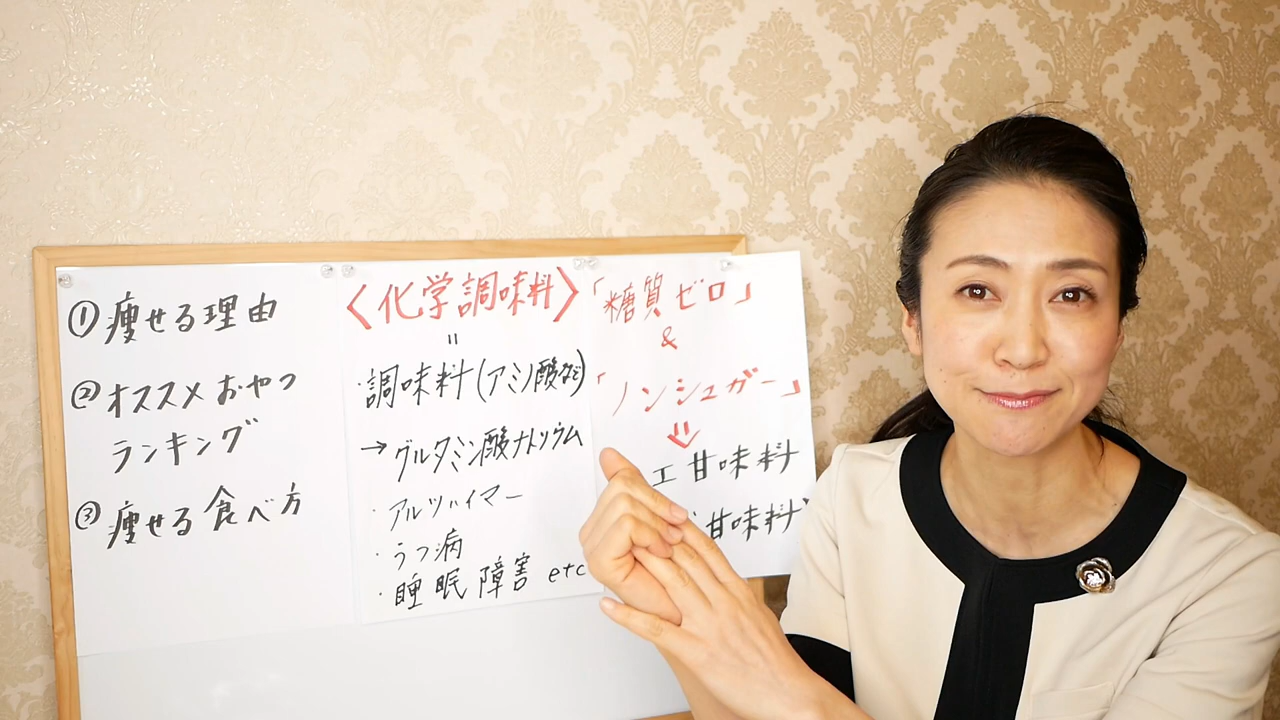 ①痩せる理由
②オススメおやつ
ランキング
③痩せる食べ方
〈化学調味料〉
〃
・調味料(アミノ酸など)
→グルタミン酸ナトリウム
・アルツハイマー
・うつ病
・睡眠障害 etc
「糖質ゼロ」
&
「ノンシュガー」
⇓
工甘味料
甘味料